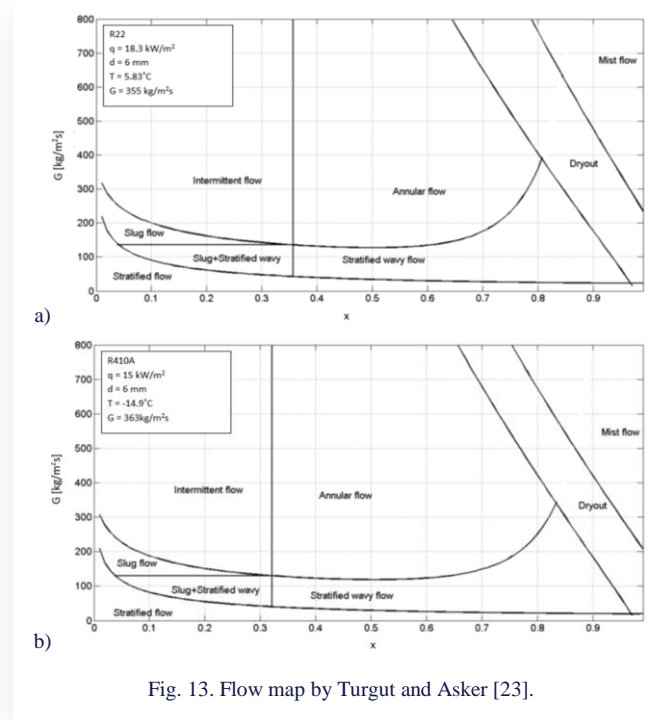 800
700
600
500
400
300
200
100
0
G [kg/m²s]
R22
q = 18.3 kW/m²
d = 6 mm
T = 5.83°C
G = 355 kg/m²s
Mist flow
Dryout
Intermittent flow
Annular flow
Slug flow
Slug+Stratified wavy
Stratified wavy flow
Stratified flow
0 0.1 0.2 0.3 0.4 0.5 0.6 0.7 0.8 0.9
x
a)
800
700
600
500
400
300
200
100
0
G [kg/m²s]
R410A
q = 15 kW/m²
d = 6 mm
T = -14.9°C
G = 363kg/m²s
Mist flow
Intermittent flow
Annular flow
Dryout
Slug flow
Slug+Stratified wavy
Stratified wavy flow
Stratified flow
0 0.1 0.2 0.3 0.4 0.5 0.6 0.7 0.8 0.9
x
b)
Fig. 13. Flow map by Turgut and Asker [23].